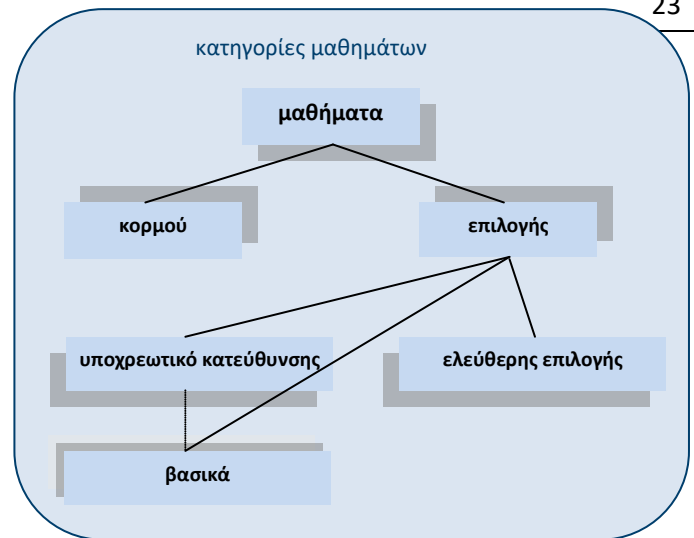 23
κατηγορίες μαθημάτων
μαθήματα
κορμού
επιλογής
υποχρεωτικό κατεύθυνσης
ελεύθερης επιλογής
βασικά